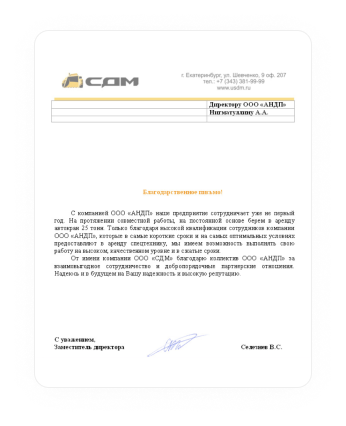 СДМ
г. Екатеринбург ул. Шевченко, 9 оф. 207
тел.: +7 (343) 381-99-99
www.usdm.ru
Директору ООО «АНДП»
Нигматуллину А.А.
Благодарственное письмо!
С компанией ООО «АНДП» наше предприятие сотрудничает уже не первый
год. На протяжении совместной работы, на постоянной основе берем в аренду
автокран 25 тонн. Только благодаря высокой квалификации сотрудников компании
ООО «АНДП», которые в самые короткие сроки и на самых оптимальных условиях
предоставляют в аренду спецтехнику, мы имеем возможность выполнять свою
работу на высоком, качественном уровне и в сжатые сроки.
От имени компании ООО «СДМ» благодарю коллектив ООО «АНДП» за
взаимовыгодное сотрудничество и добропорядочные партнерские отношения.
Надеюсь и в будущем на Вашу надежность и высокую репутацию.
С уважением,
Заместитель директора Селезнев В.С.